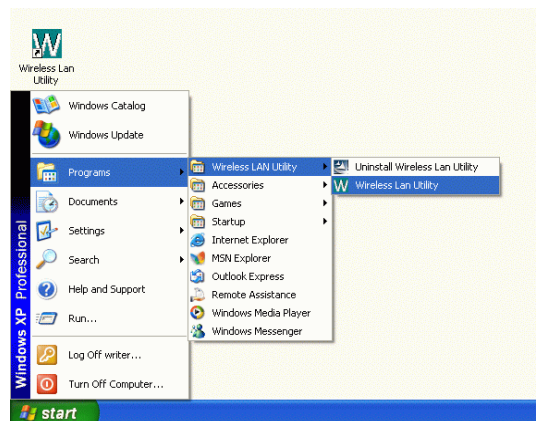 Wireless Lan
Utility
Windows Catalog
Windows Update
Programs
Documents
Settings
Search
Help and Support
Run...
Log Off writer...
Turn Off Computer...
Windows XP Professional
Wireless LAN Utility
Accessories
Games
Startup
Internet Explorer
MSN Explorer
Outlook Express
Remote Assistance
Windows Media Player
Windows Messenger
Uninstall Wireless Lan Utility
Wireless Lan Utility
start